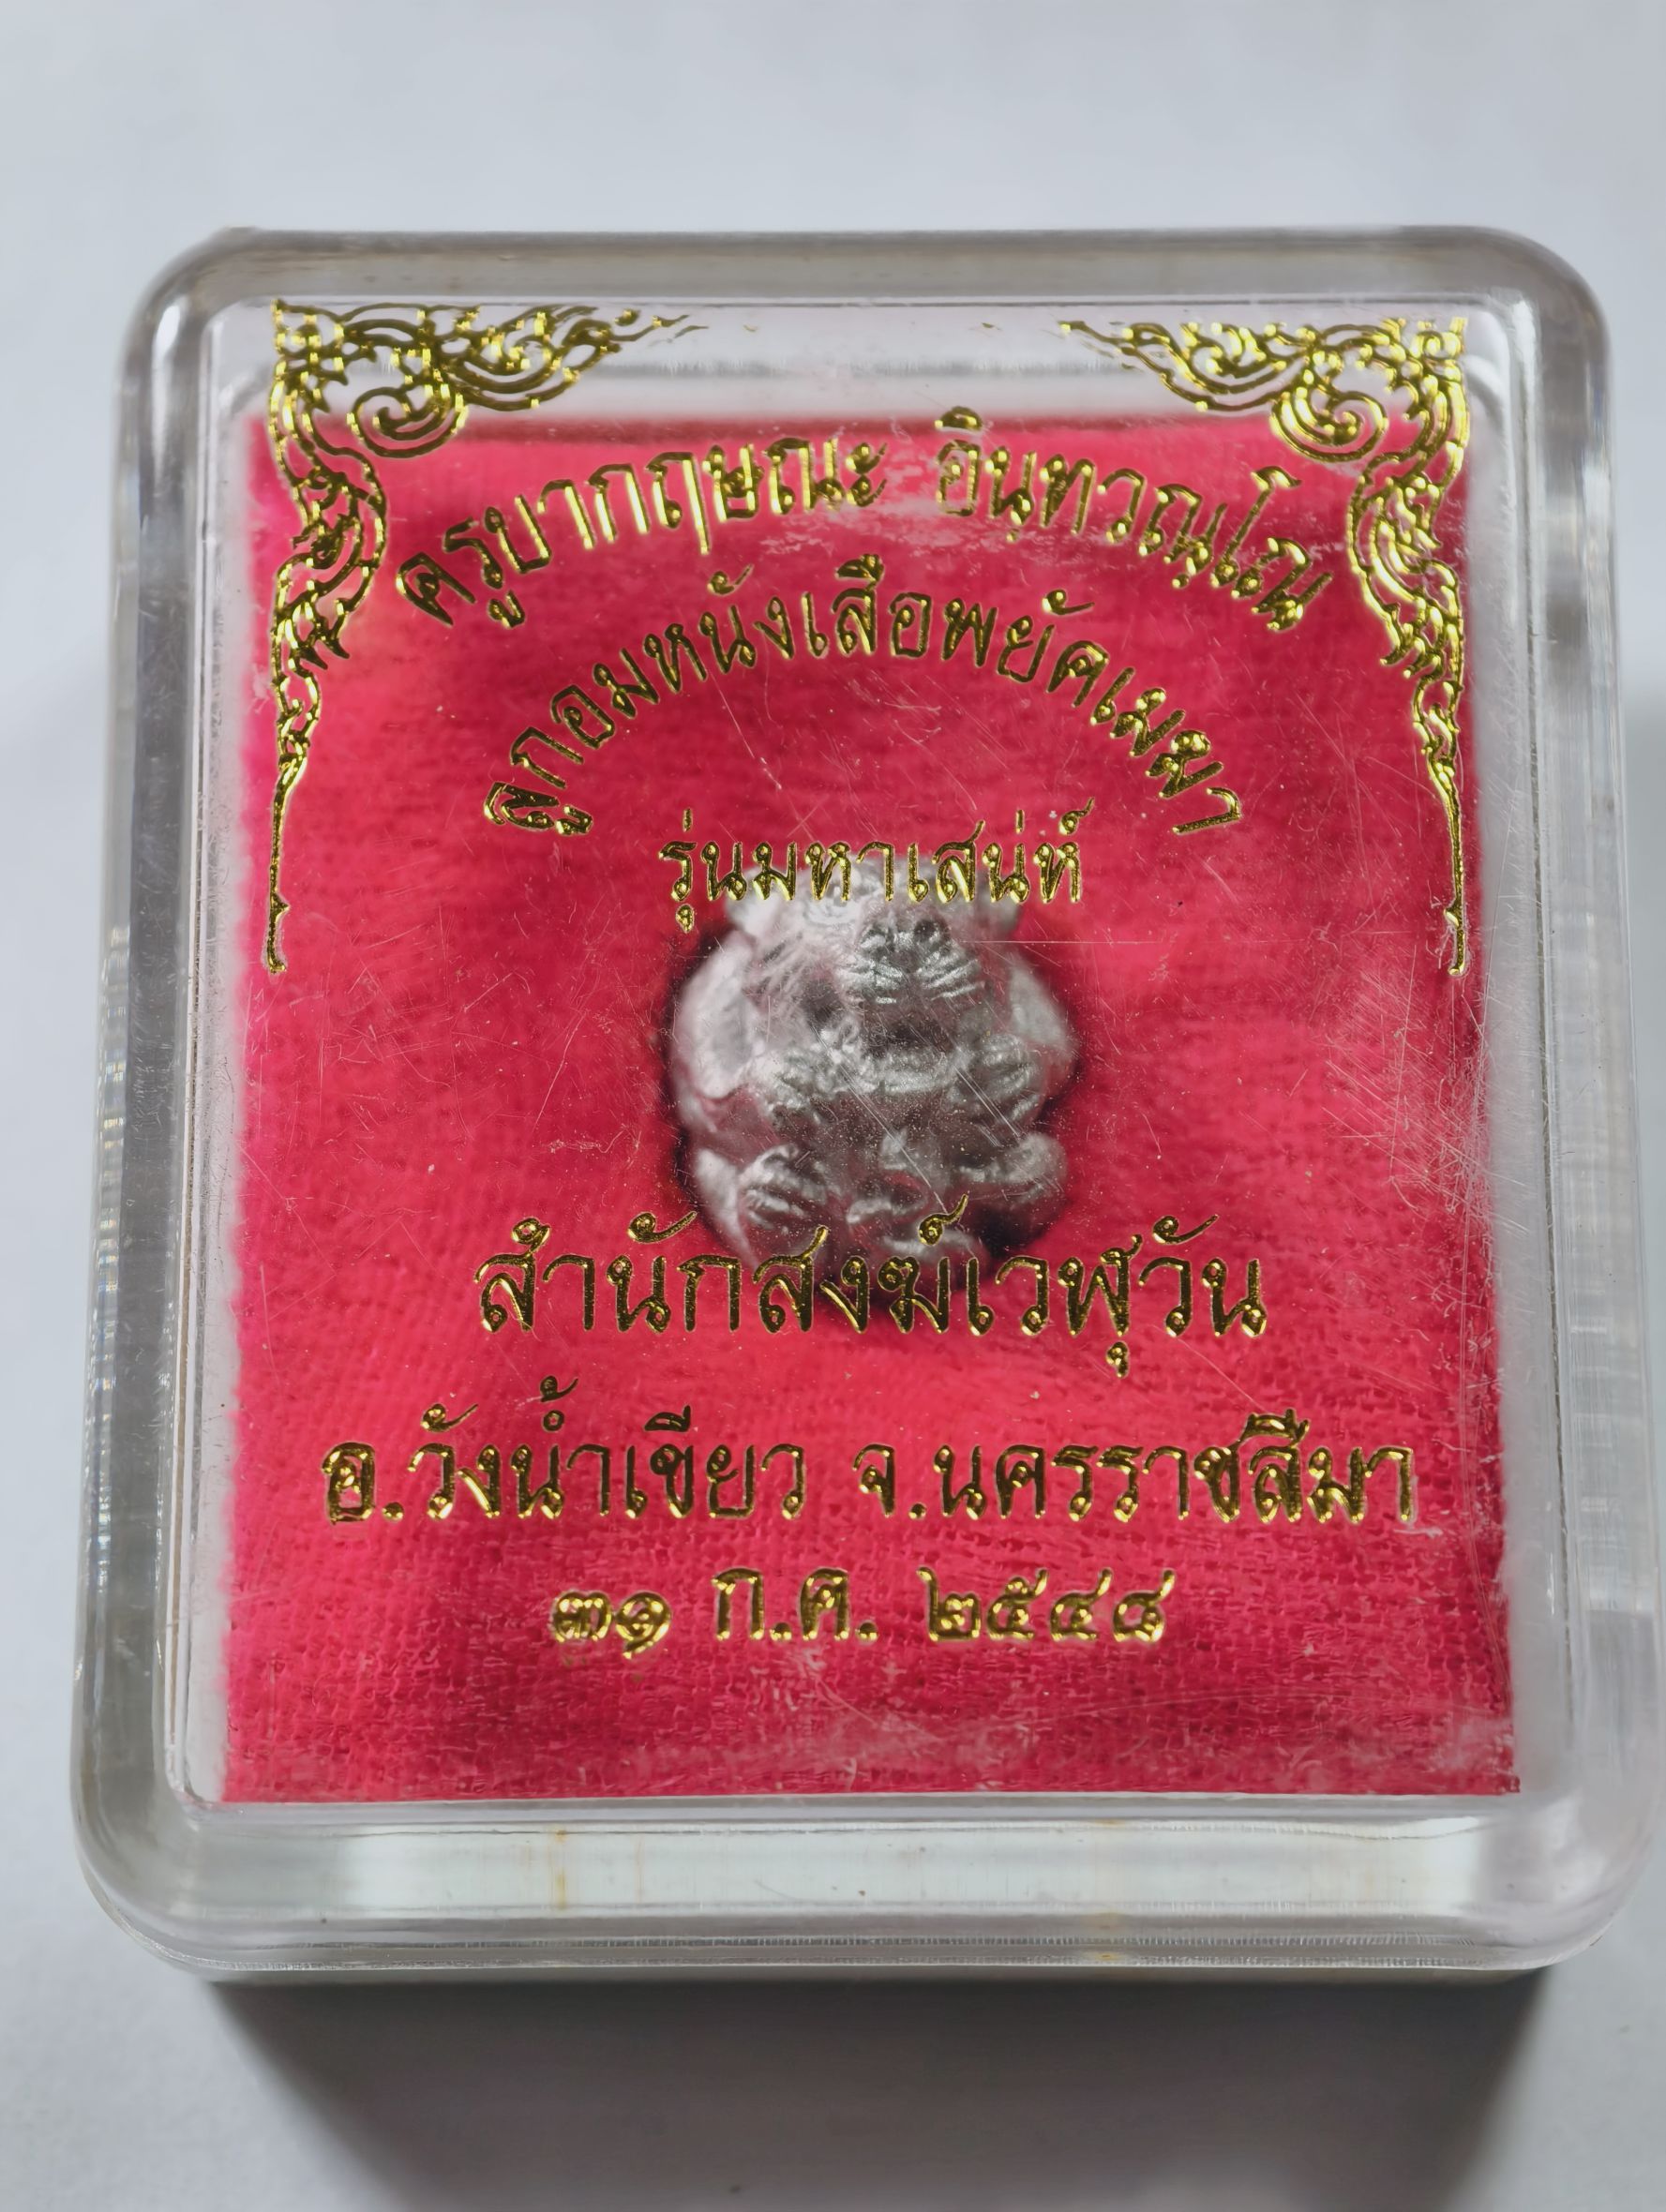 ครูบากฤษณะ อินฺทวณฺโณ
ลูกอมหนังเสือพยัคเมฆา
รุ่นมหาเสน่ห์
สำนักสงฆ์เวฬุวัน
อ.วังน้ำเขียว จ.นครราชสีมา
๓๑ ก.ค. ๒๕๔๘